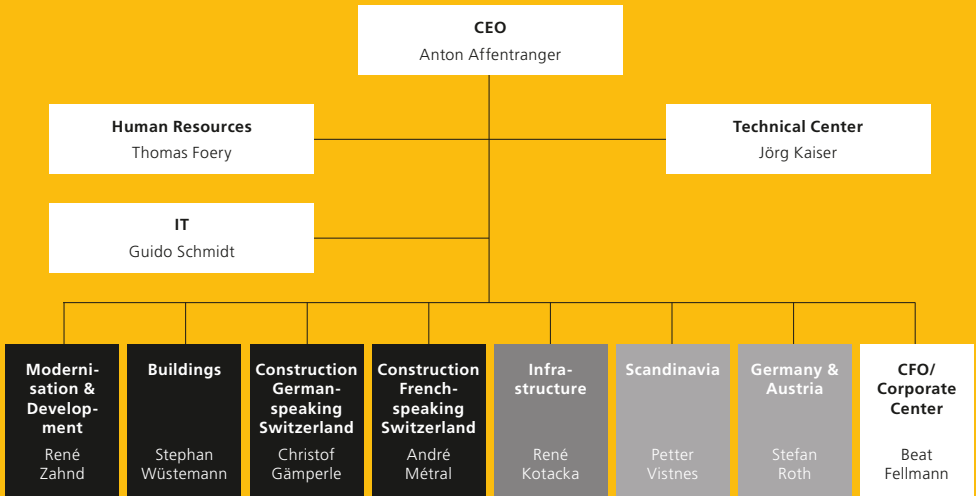 CEO
Anton Affentranger
Human Resources
Thomas Foery
Technical Center
Jörg Kaiser
IT
Guido Schmidt
Moderni-
sation &
Develop-
ment
René
Zahnd
Buildings
Stephan
Wüstemann
Construction
German-
speaking
Switzerland
Christof
Gämperle
Construction
French-
speaking
Switzerland
André
Métral
Infra-
structure
René
Kotacka
Scandinavia
Petter
Vistnes
Germany &
Austria
Stefan
Roth
CFO/
Corporate
Center
Beat
Fellmann